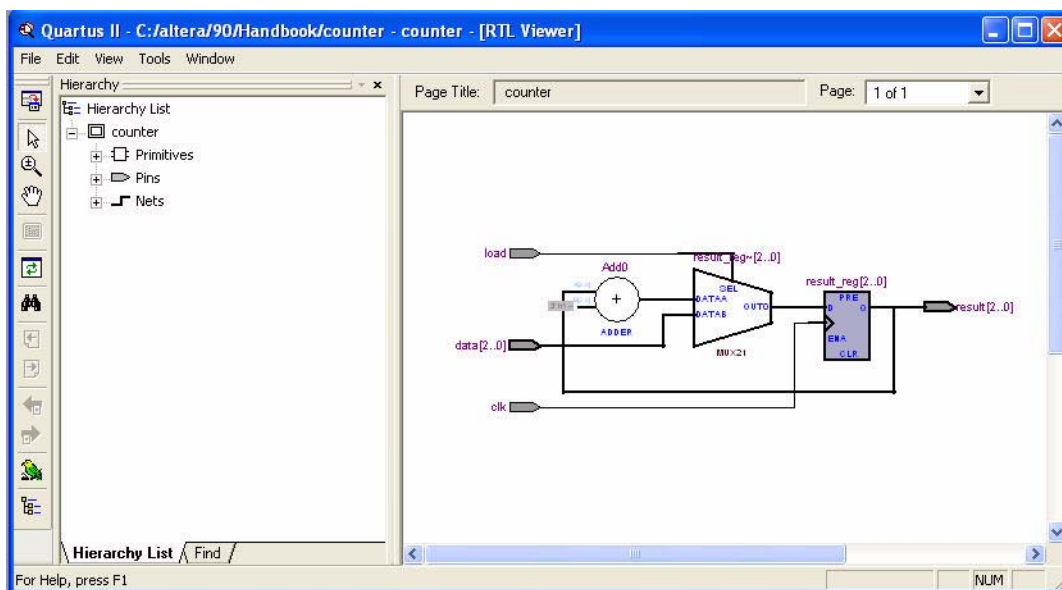 Quartus II - C:/altera/90/Handbook/counter - counter - [RTL Viewer]
File Edit View Tools Window
Hierarchy
Hierarchy List
counter
Primitives
Pins
Nets
Page Title: counter Page: 1 of 1
load
result_reg~[2..0]
Add0
SEL
DATAA
DATAB
OUT0
ADDER
MUX21
result_reg[2..0]
PRE
D Q
ENA
CLR
result[2..0]
data[2..0]
clk
Hierarchy List Find
For Help, press F1 NUM